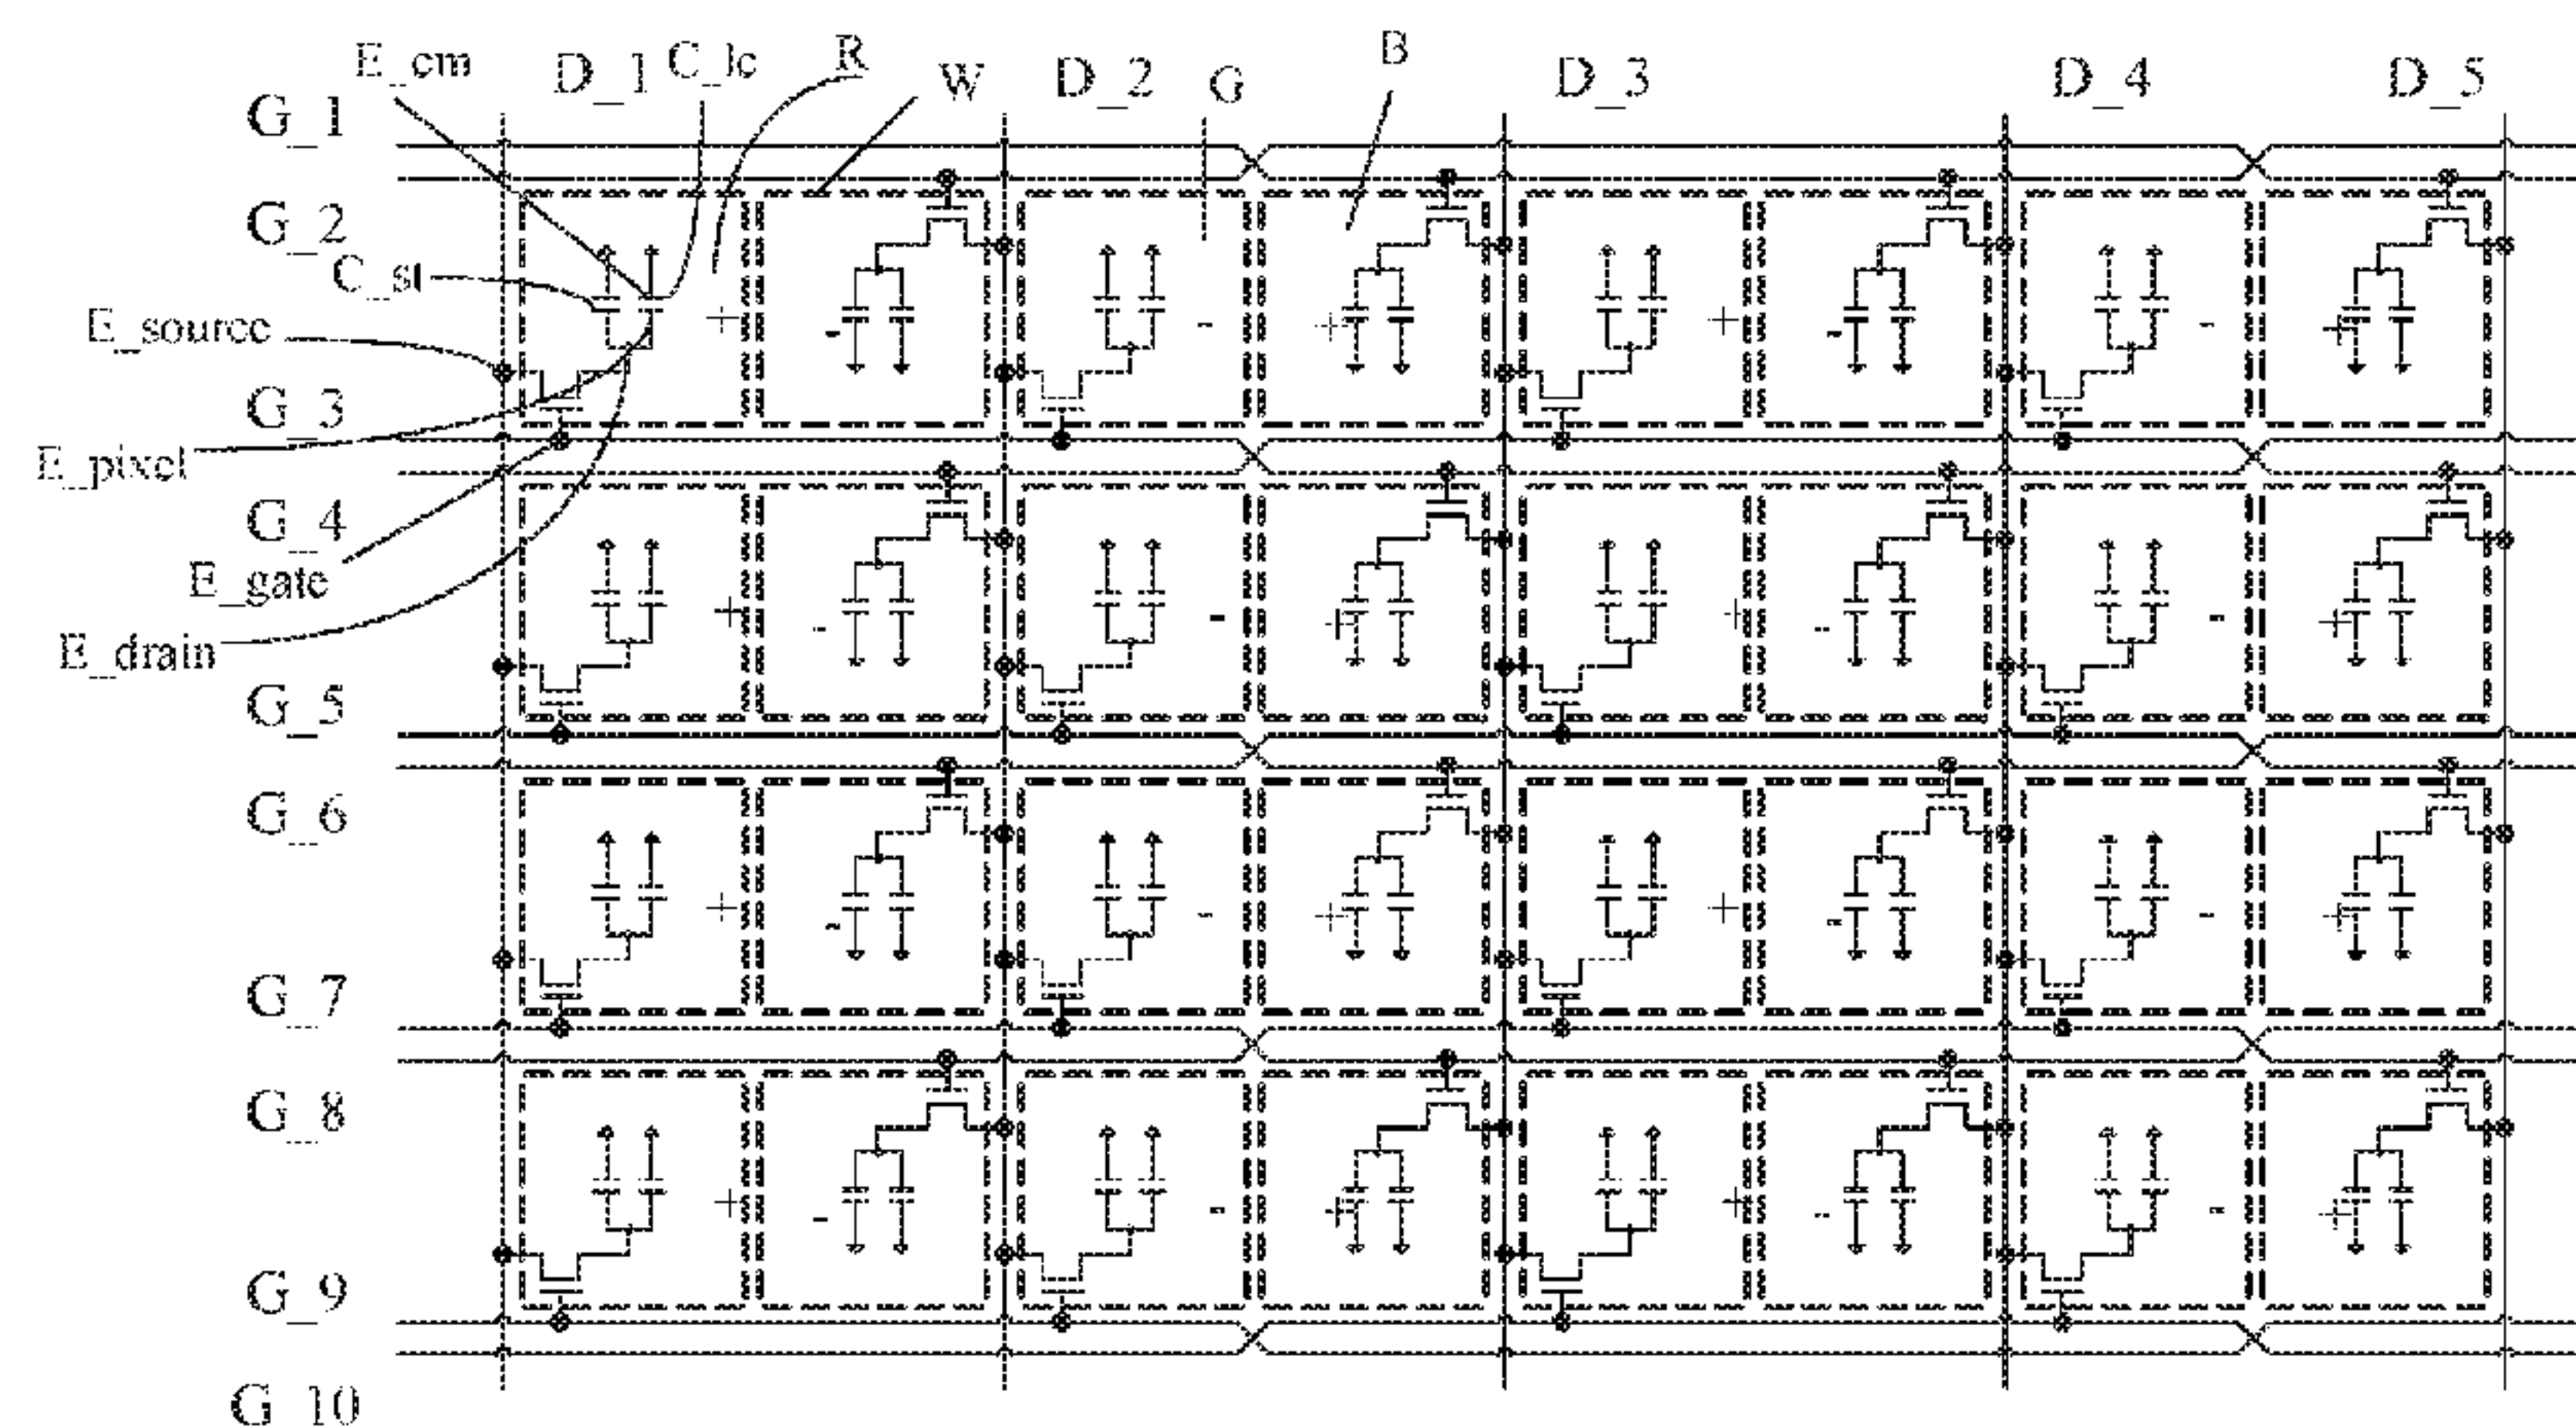 E_cm
D_1
C_lc
R
W
D_2
G
B
D_3
D_4
D_5
G_1
G_2
C_st
E_source
G_3
E_pixel
G_4
E_gate
E_drain
G_5
G_6
G_7
G_8
G_9
G_10
+ - - + + - - +
+ - - + + - - +
+ - - + + - - +
+ - - + + - - +